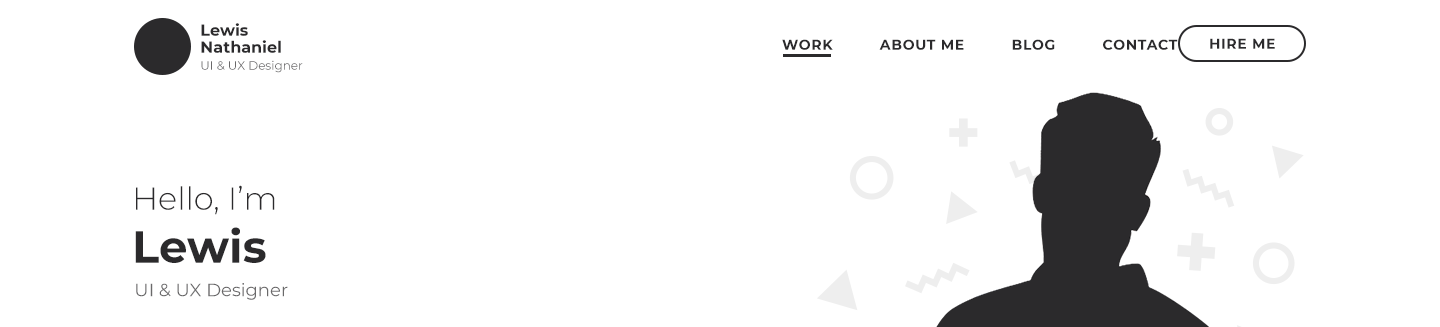 Lewis
Nathaniel
UI & UX Designer
WORK ABOUT ME BLOG CONTACT HIRE ME
Hello, I’m
Lewis
UI & UX Designer